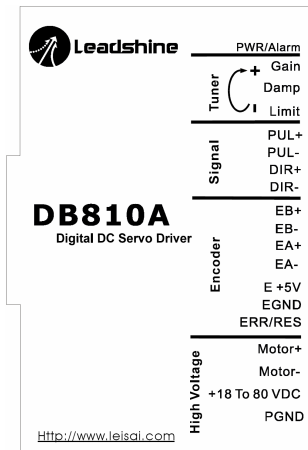 Leadshine
PWR/Alarm
Tuner
+
Gain
Damp
-
Limit
Signal
PUL+
PUL-
DIR+
DIR-
DB810A
Digital DC Servo Driver
Encoder
EB+
EB-
EA+
EA-
E +5V
EGND
ERR/RES
High Voltage
Motor+
Motor-
+18 To 80 VDC
PGND
Http://www.leisai.com